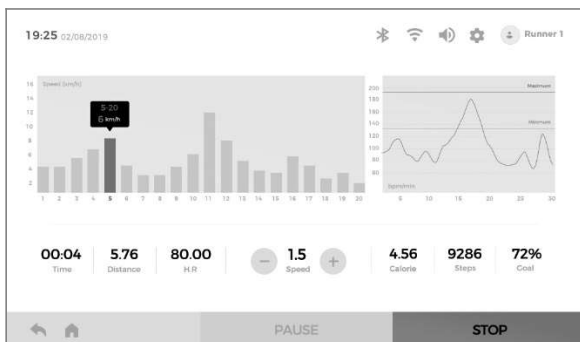 19:25 02/08/2019
Runner 1
Speed (km/h)
16
14
12
10
8
6
4
2
5-20
6 km/h
1 2 3 4 5 6 7 8 9 10 11 12 13 14 15 16 17 18 19 20
200
180
160
140
120
100
80
60
Maximum
Minimum
5 10 15 20 25 30
00:04 5.76 80.00 1.5 4.56 9286 72%
Time Distance H.R Speed Calorie Steps Goal
PAUSE STOP